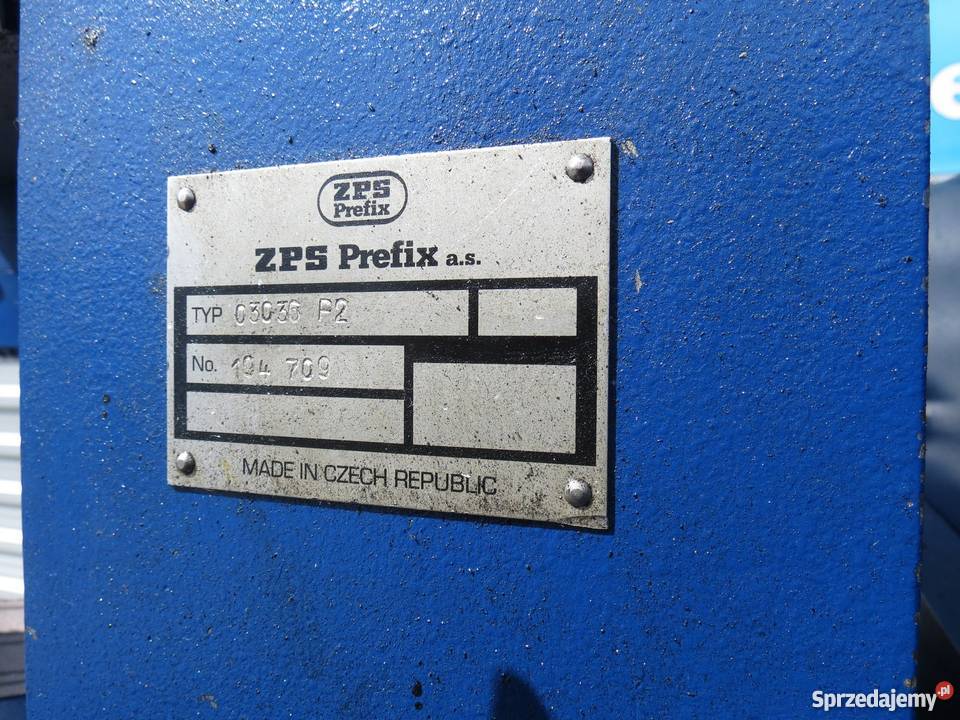 ZPS
Prefix
ZPS Prefix a.s.
TYP 03036 P2
No. 194 709
MADE IN CZECH REPUBLIC
e
Sprzedajemy.pl